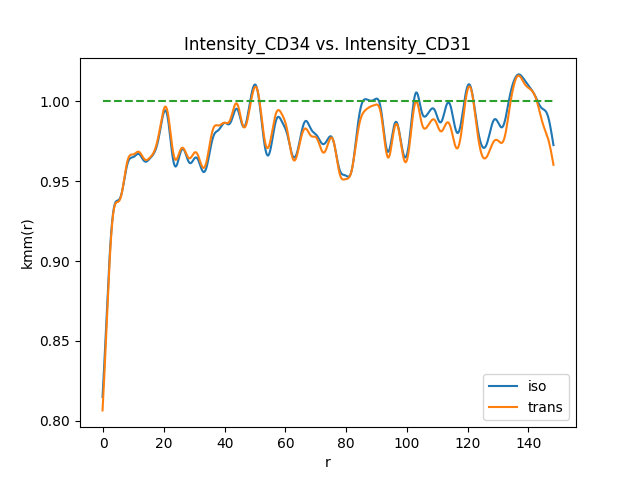 Intensity_CD34 vs. Intensity_CD31
kmm(r)
1.00
0.95
0.90
0.85
0.80
0 20 40 60 80 100 120 140
r
iso
trans